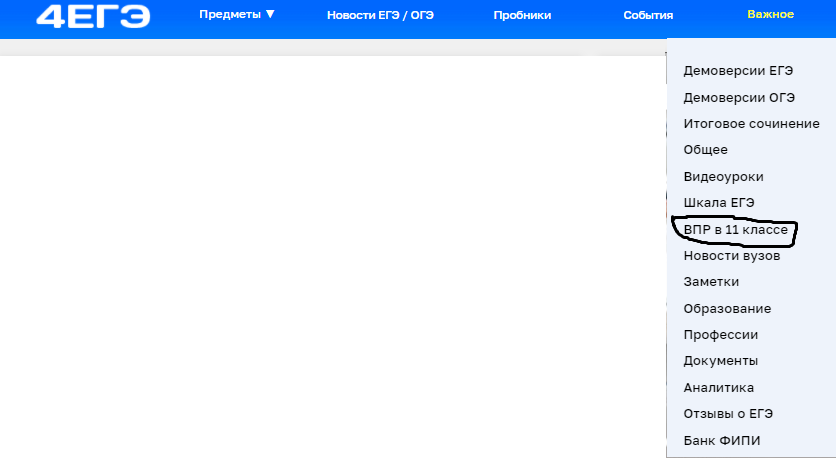 4ЕГЭ
Предметы ▼ Новости ЕГЭ / ОГЭ Пробники События Важное
Демоверсии ЕГЭ
Демоверсии ОГЭ
Итоговое сочинение
Общее
Видеоуроки
Шкала ЕГЭ
ВПР в 11 классе
Новости вузов
Заметки
Образование
Профессии
Документы
Аналитика
Отзывы о ЕГЭ
Банк ФИПИ